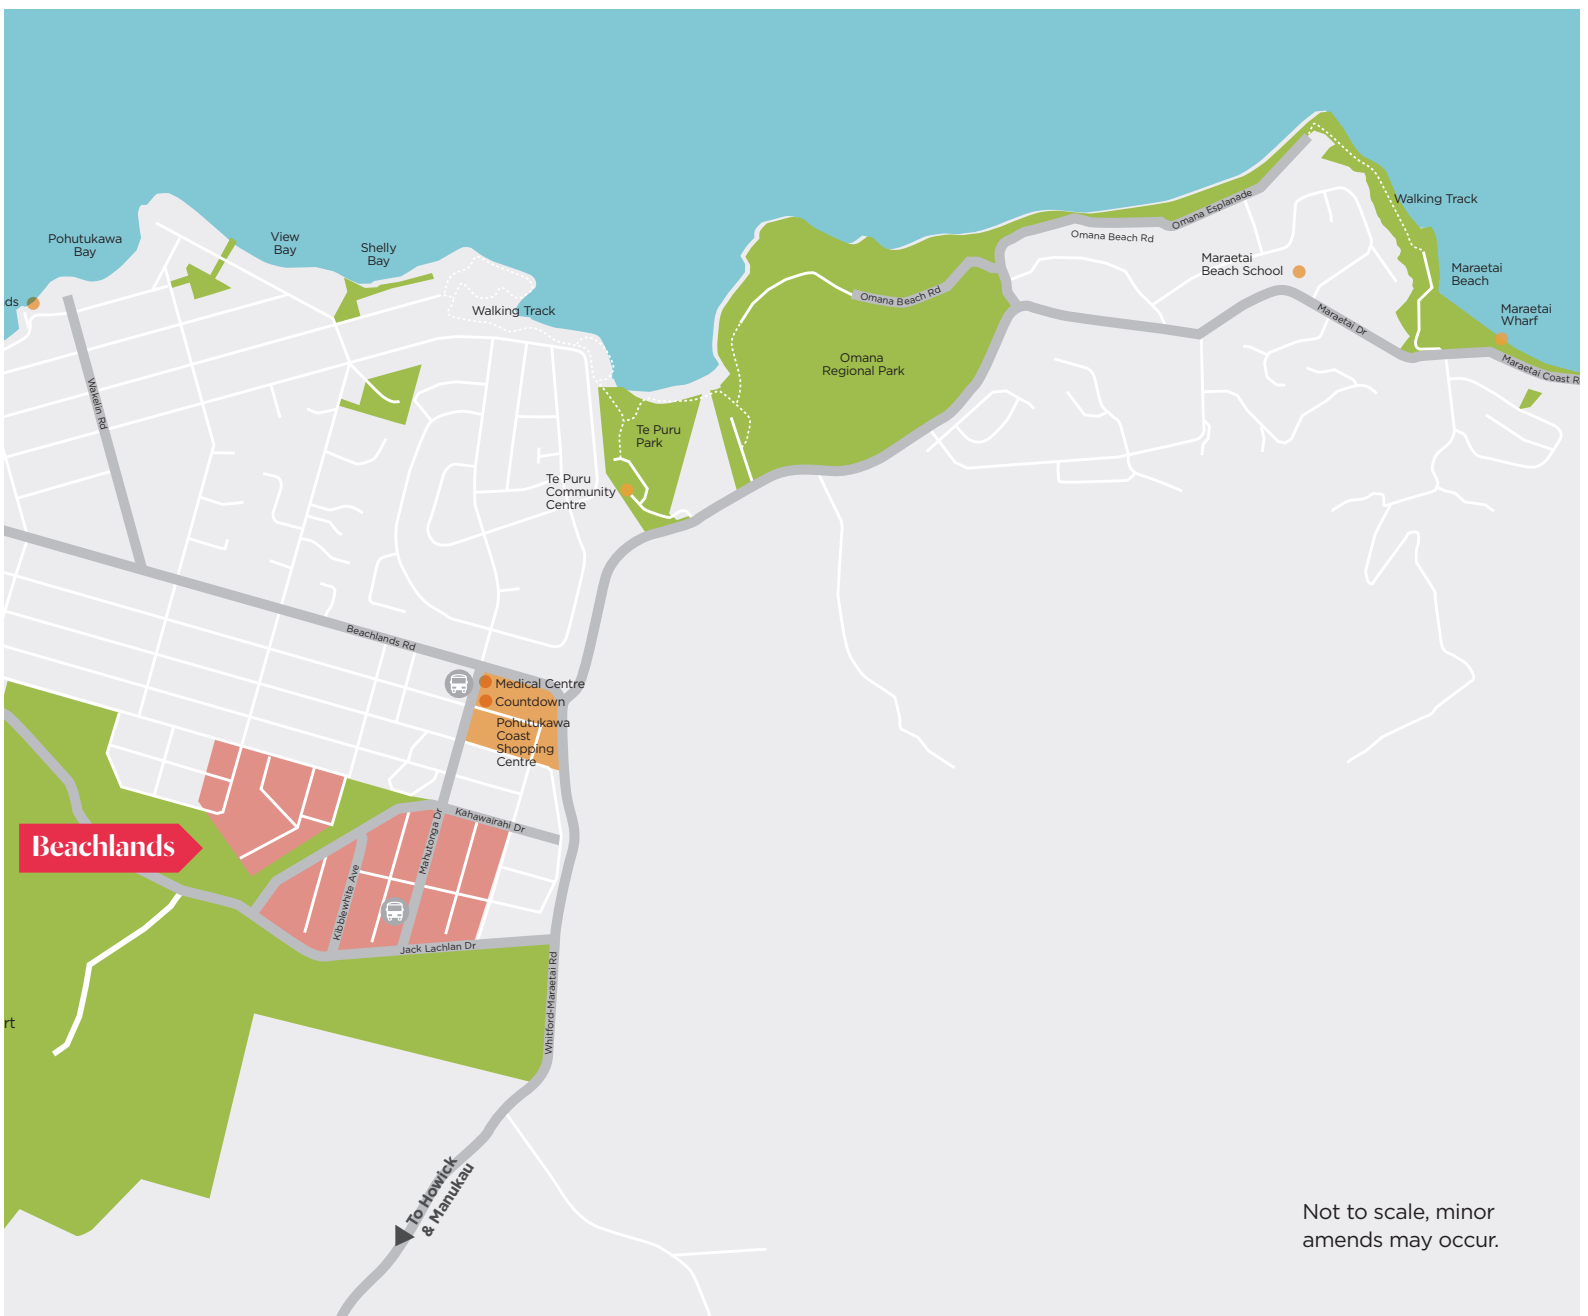 Pohutukawa
Bay
View
Bay
Shelly
Bay
Walking Track
ds
Wakelin Rd
Omana Beach Rd
Omana Beach Rd
Omana Esplanade
Walking Track
Maraetai
Beach School
Maraetai
Beach
Maraetai
Wharf
Maraetai Dr
Maraetai Coast R
Omana
Regional Park
Te Puru
Park
Te Puru
Community
Centre
Beachlands Rd
Medical Centre
Countdown
Pohutukawa
Coast
Shopping
Centre
Kahawairahi Dr
Mahutonga Dr
Kibblewhite Ave
Beachlands
Jack Lachlan Dr
Whitford-Maraetai Rd
rt
To Howick
& Manukau
Not to scale, minor
amends may occur.